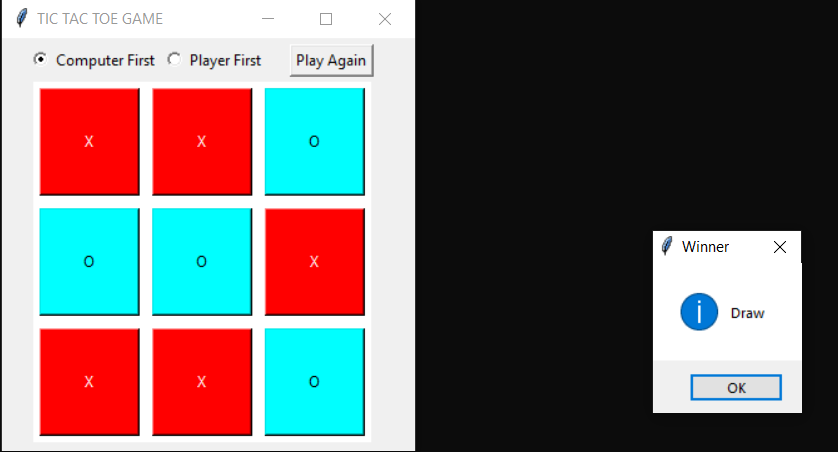 TIC TAC TOE GAME
Computer First Player First Play Again
X X O
O O X
X X O
Winner
Draw
OK